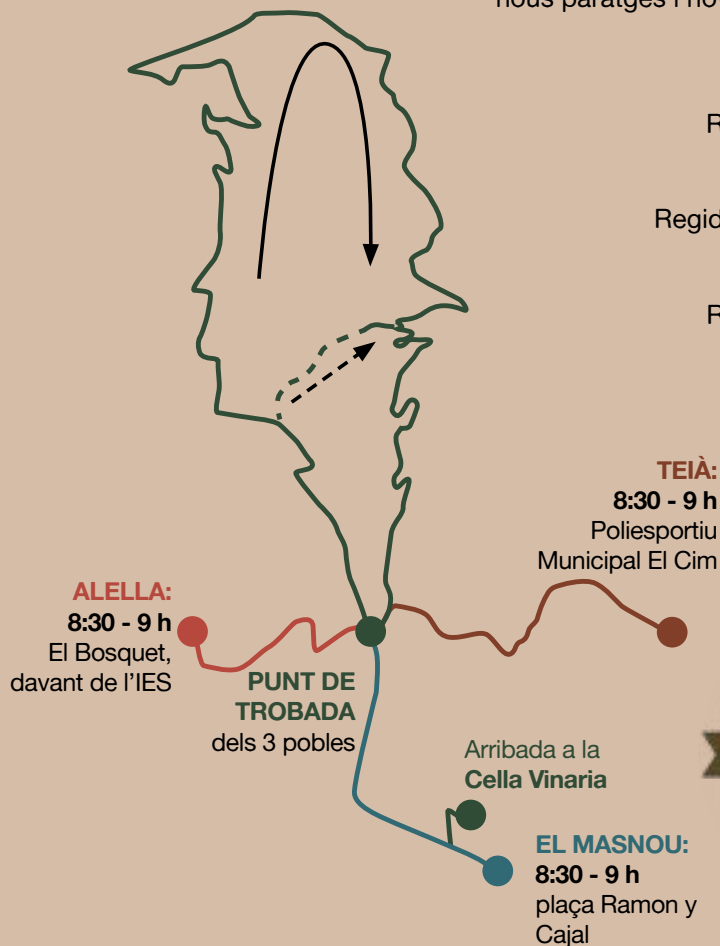 R
Regid
R
TEIÀ:
8:30 - 9 h
Poliesportiu
Municipal El Cim
ALELLA:
8:30 - 9 h
El Bosquet,
davant de l'IES
PUNT DE
TROBADA
dels 3 pobles
Arribada a la
Cella Vinaria
EL MASNOU:
8:30 - 9 h
plaça Ramon y
Cajal